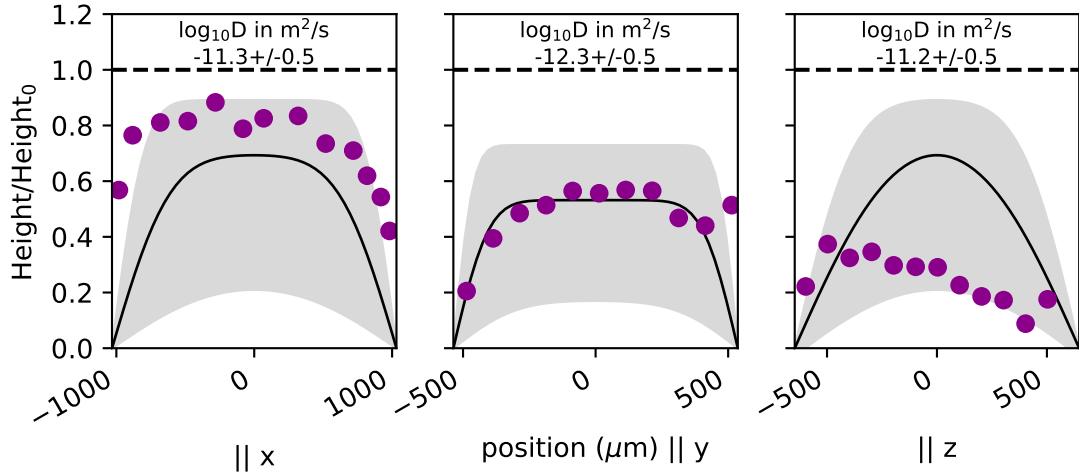 log₁₀D in m²/s
-11.3+/-0.5
log₁₀D in m²/s
-12.3+/-0.5
log₁₀D in m²/s
-11.2+/-0.5
Height/Height₀
1.2
1.0
0.8
0.6
0.4
0.2
0.0
−1000
0
1000
−500
0
500
−500
0
500
|| x
position (μm) || y
|| z